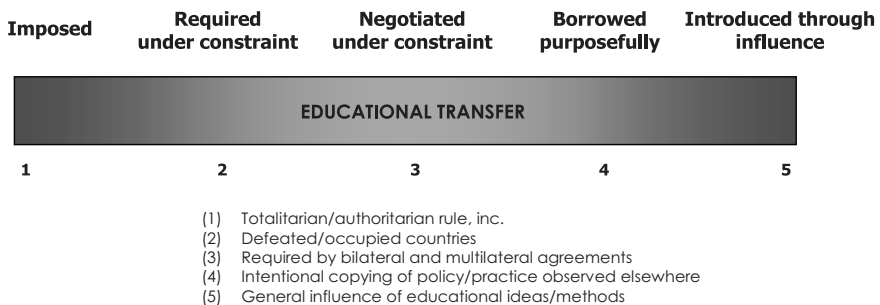 Imposed
Required
under constraint
Negotiated
under constraint
Borrowed
purposefully
Introduced through
influence
EDUCATIONAL TRANSFER
1 2 3 4 5
(1) Totalitarian/authoritarian rule, inc.
(2) Defeated/occupied countries
(3) Required by bilateral and multilateral agreements
(4) Intentional copying of policy/practice observed elsewhere
(5) General influence of educational ideas/methods